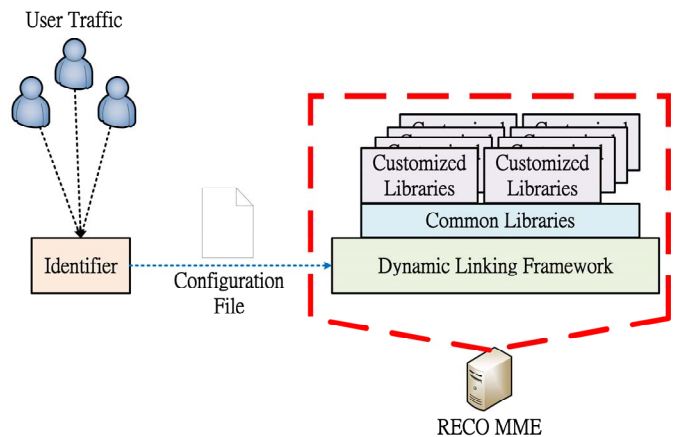 User Traffic
Customized
Libraries
Customized
Libraries
Common Libraries
Identifier
Configuration
File
Dynamic Linking Framework
RECO MME